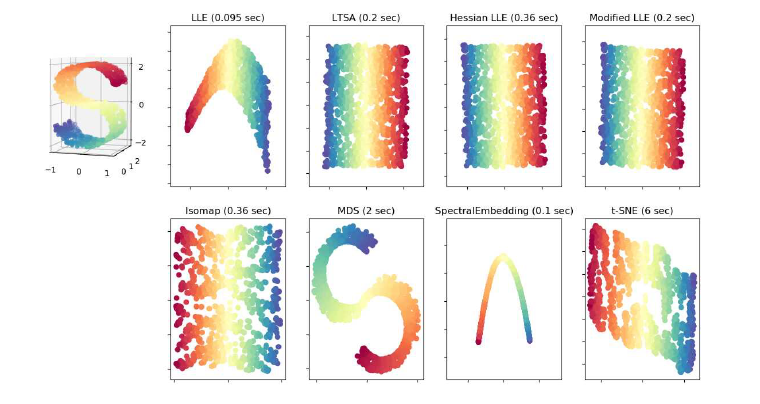 LLE (0.095 sec)
LTSA (0.2 sec)
Hessian LLE (0.36 sec)
Modified LLE (0.2 sec)
2
0
−2
2
1
0
−1
0
1
Isomap (0.36 sec)
MDS (2 sec)
SpectralEmbedding (0.1 sec)
t-SNE (6 sec)